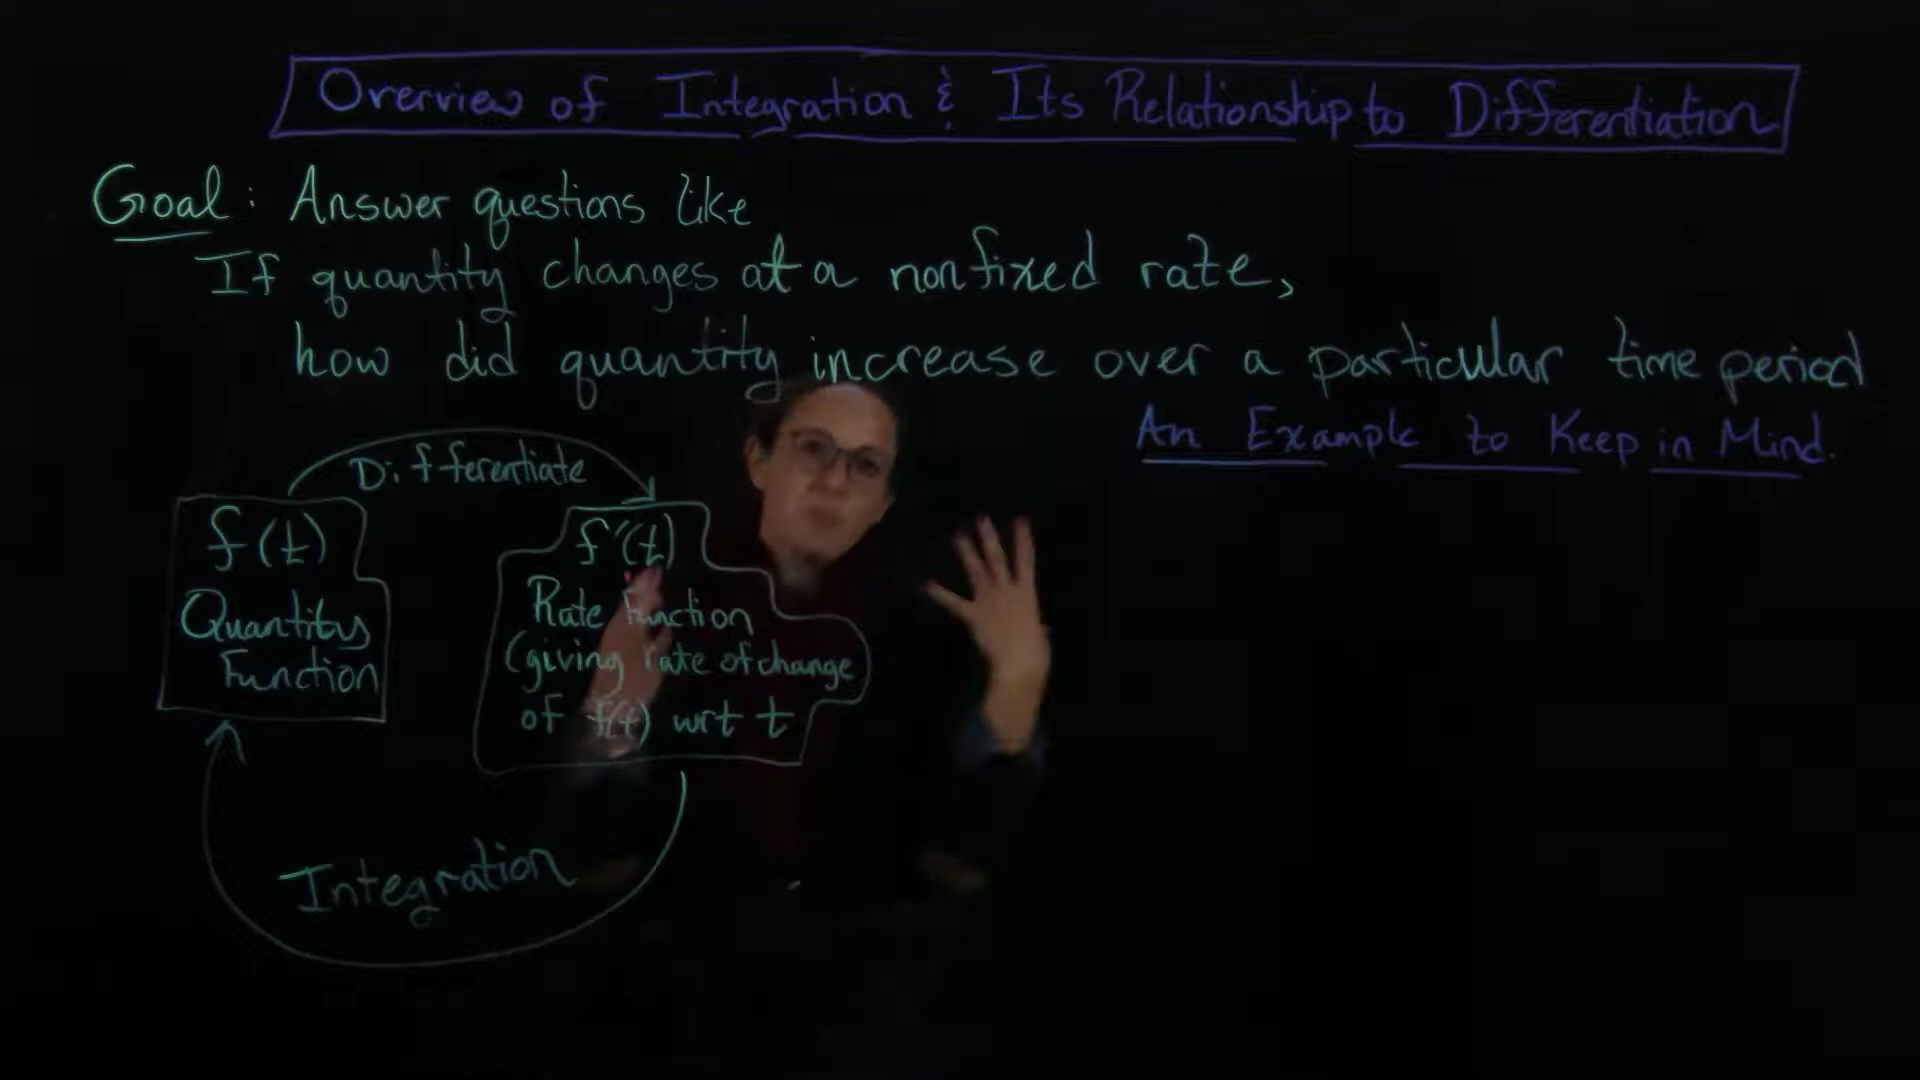 Overview of Integration & Its Relationship to Differentiation
Goal: Answer questions like
If quantity changes at a nonfixed rate,
how did quantity increase over a particular time period
An Example to Keep in Mind.
Differentiate
f(t)
Quantity
Function
f'(t)
Rate Function
(giving rate of change
of f(t) wrt t
Integration